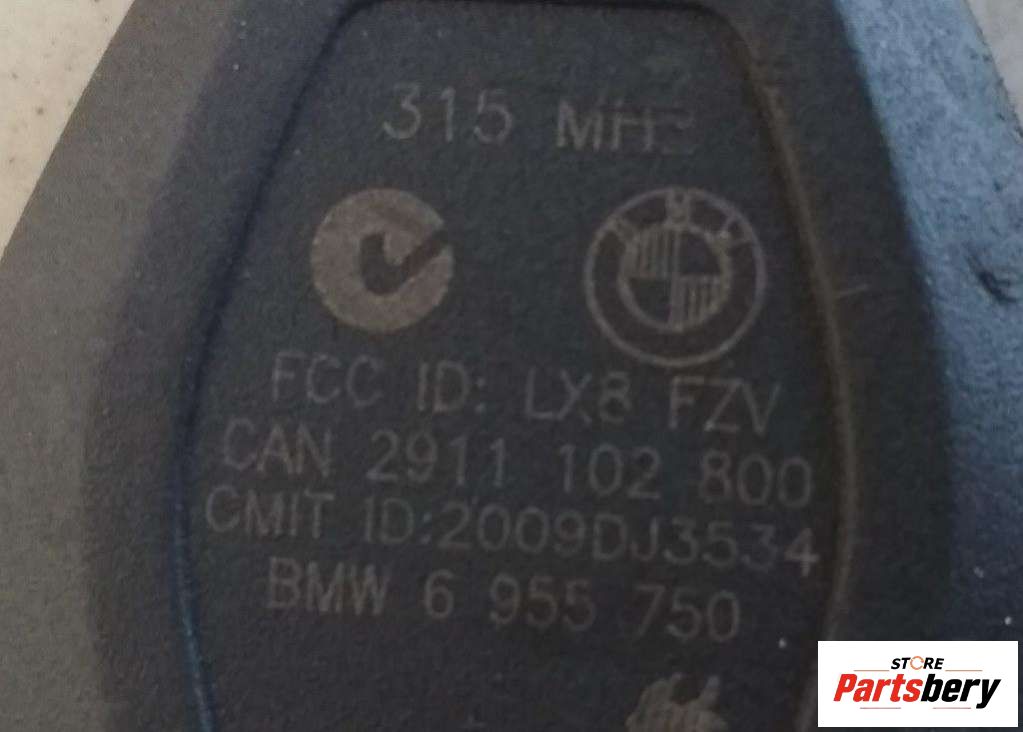 315 MHz
BMW
FCC ID: LX8 FZV
CAN 2911 102 800
CMIT ID:2009DJ3534
BMW 6 955 750
STORE
Partsbery